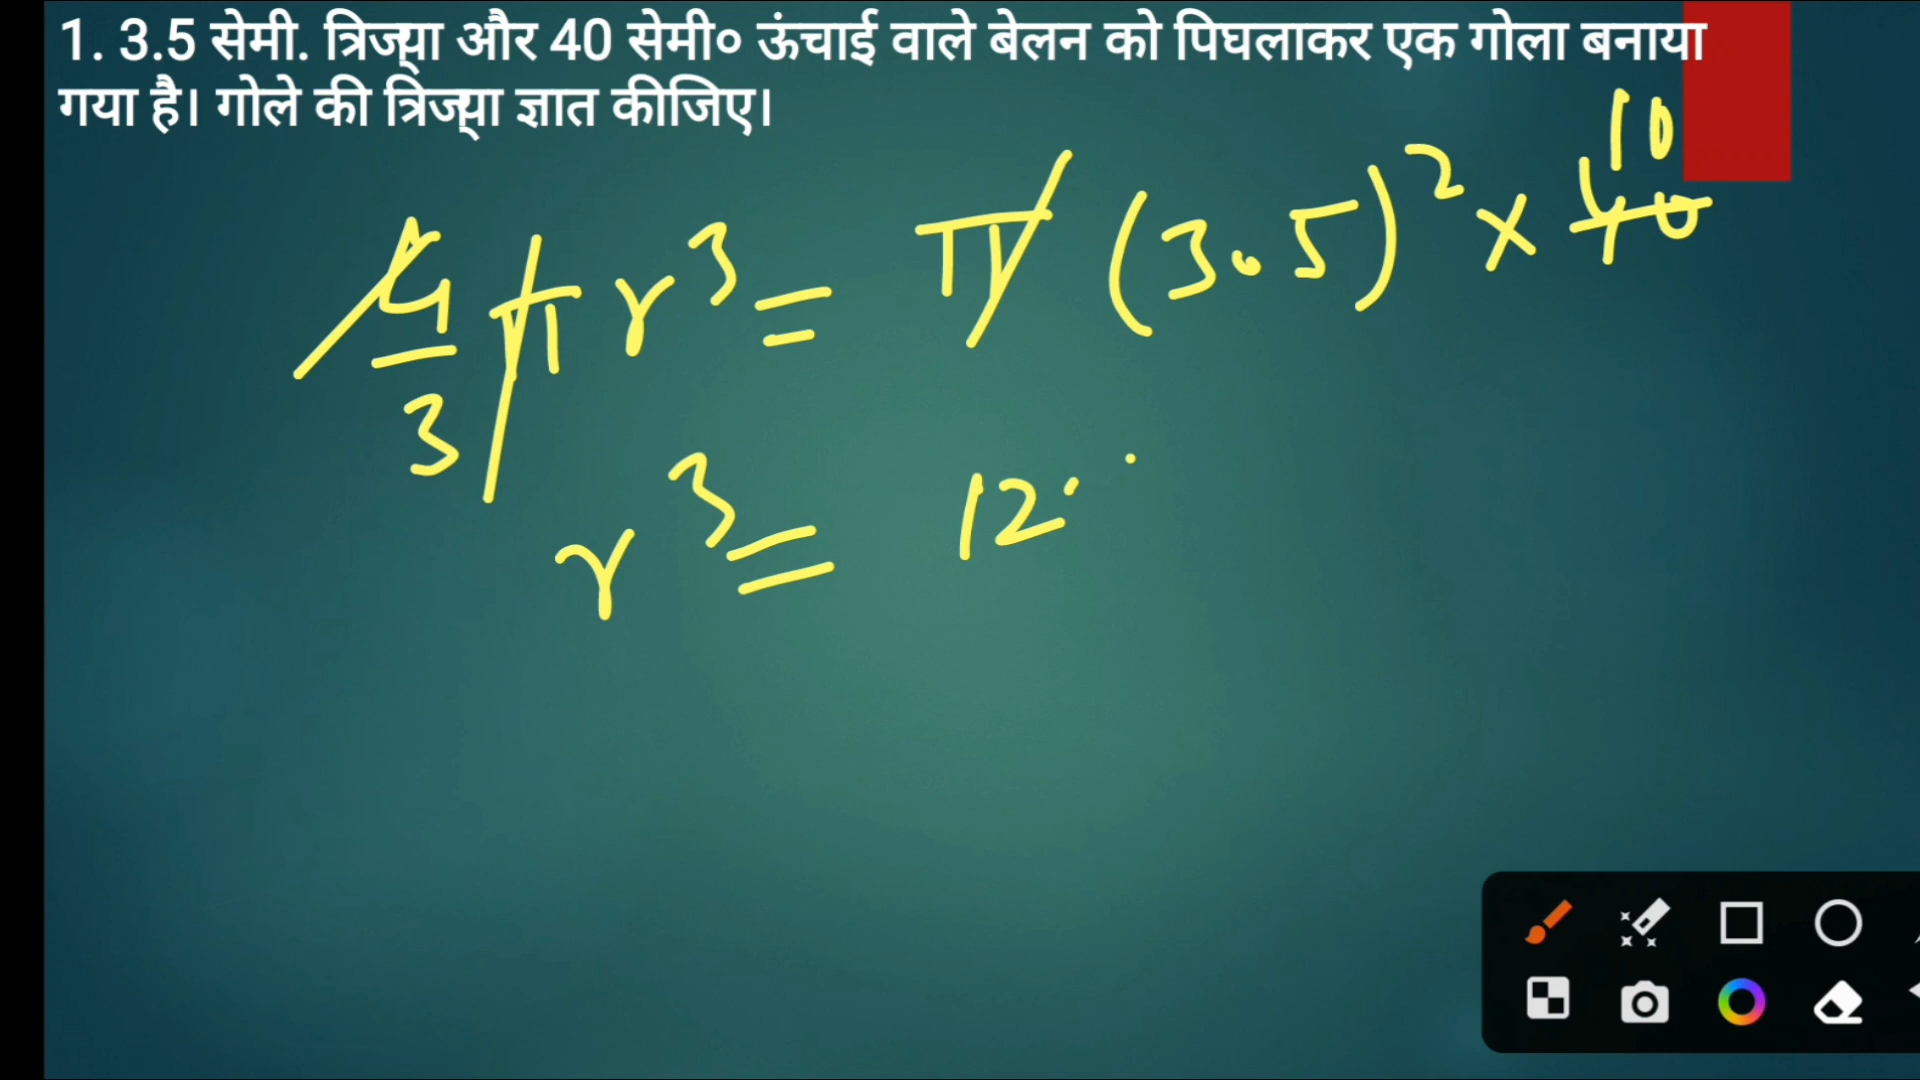 1. 3.5 सेमी. त्रिज्या और 40 सेमी० ऊंचाई वाले बेलन को पिघलाकर एक गोला बनाया
गया है। गोले की त्रिज्या ज्ञात कीजिए।
10
4/3 π r³ = π (3.5)² × 40
r³ = 12.